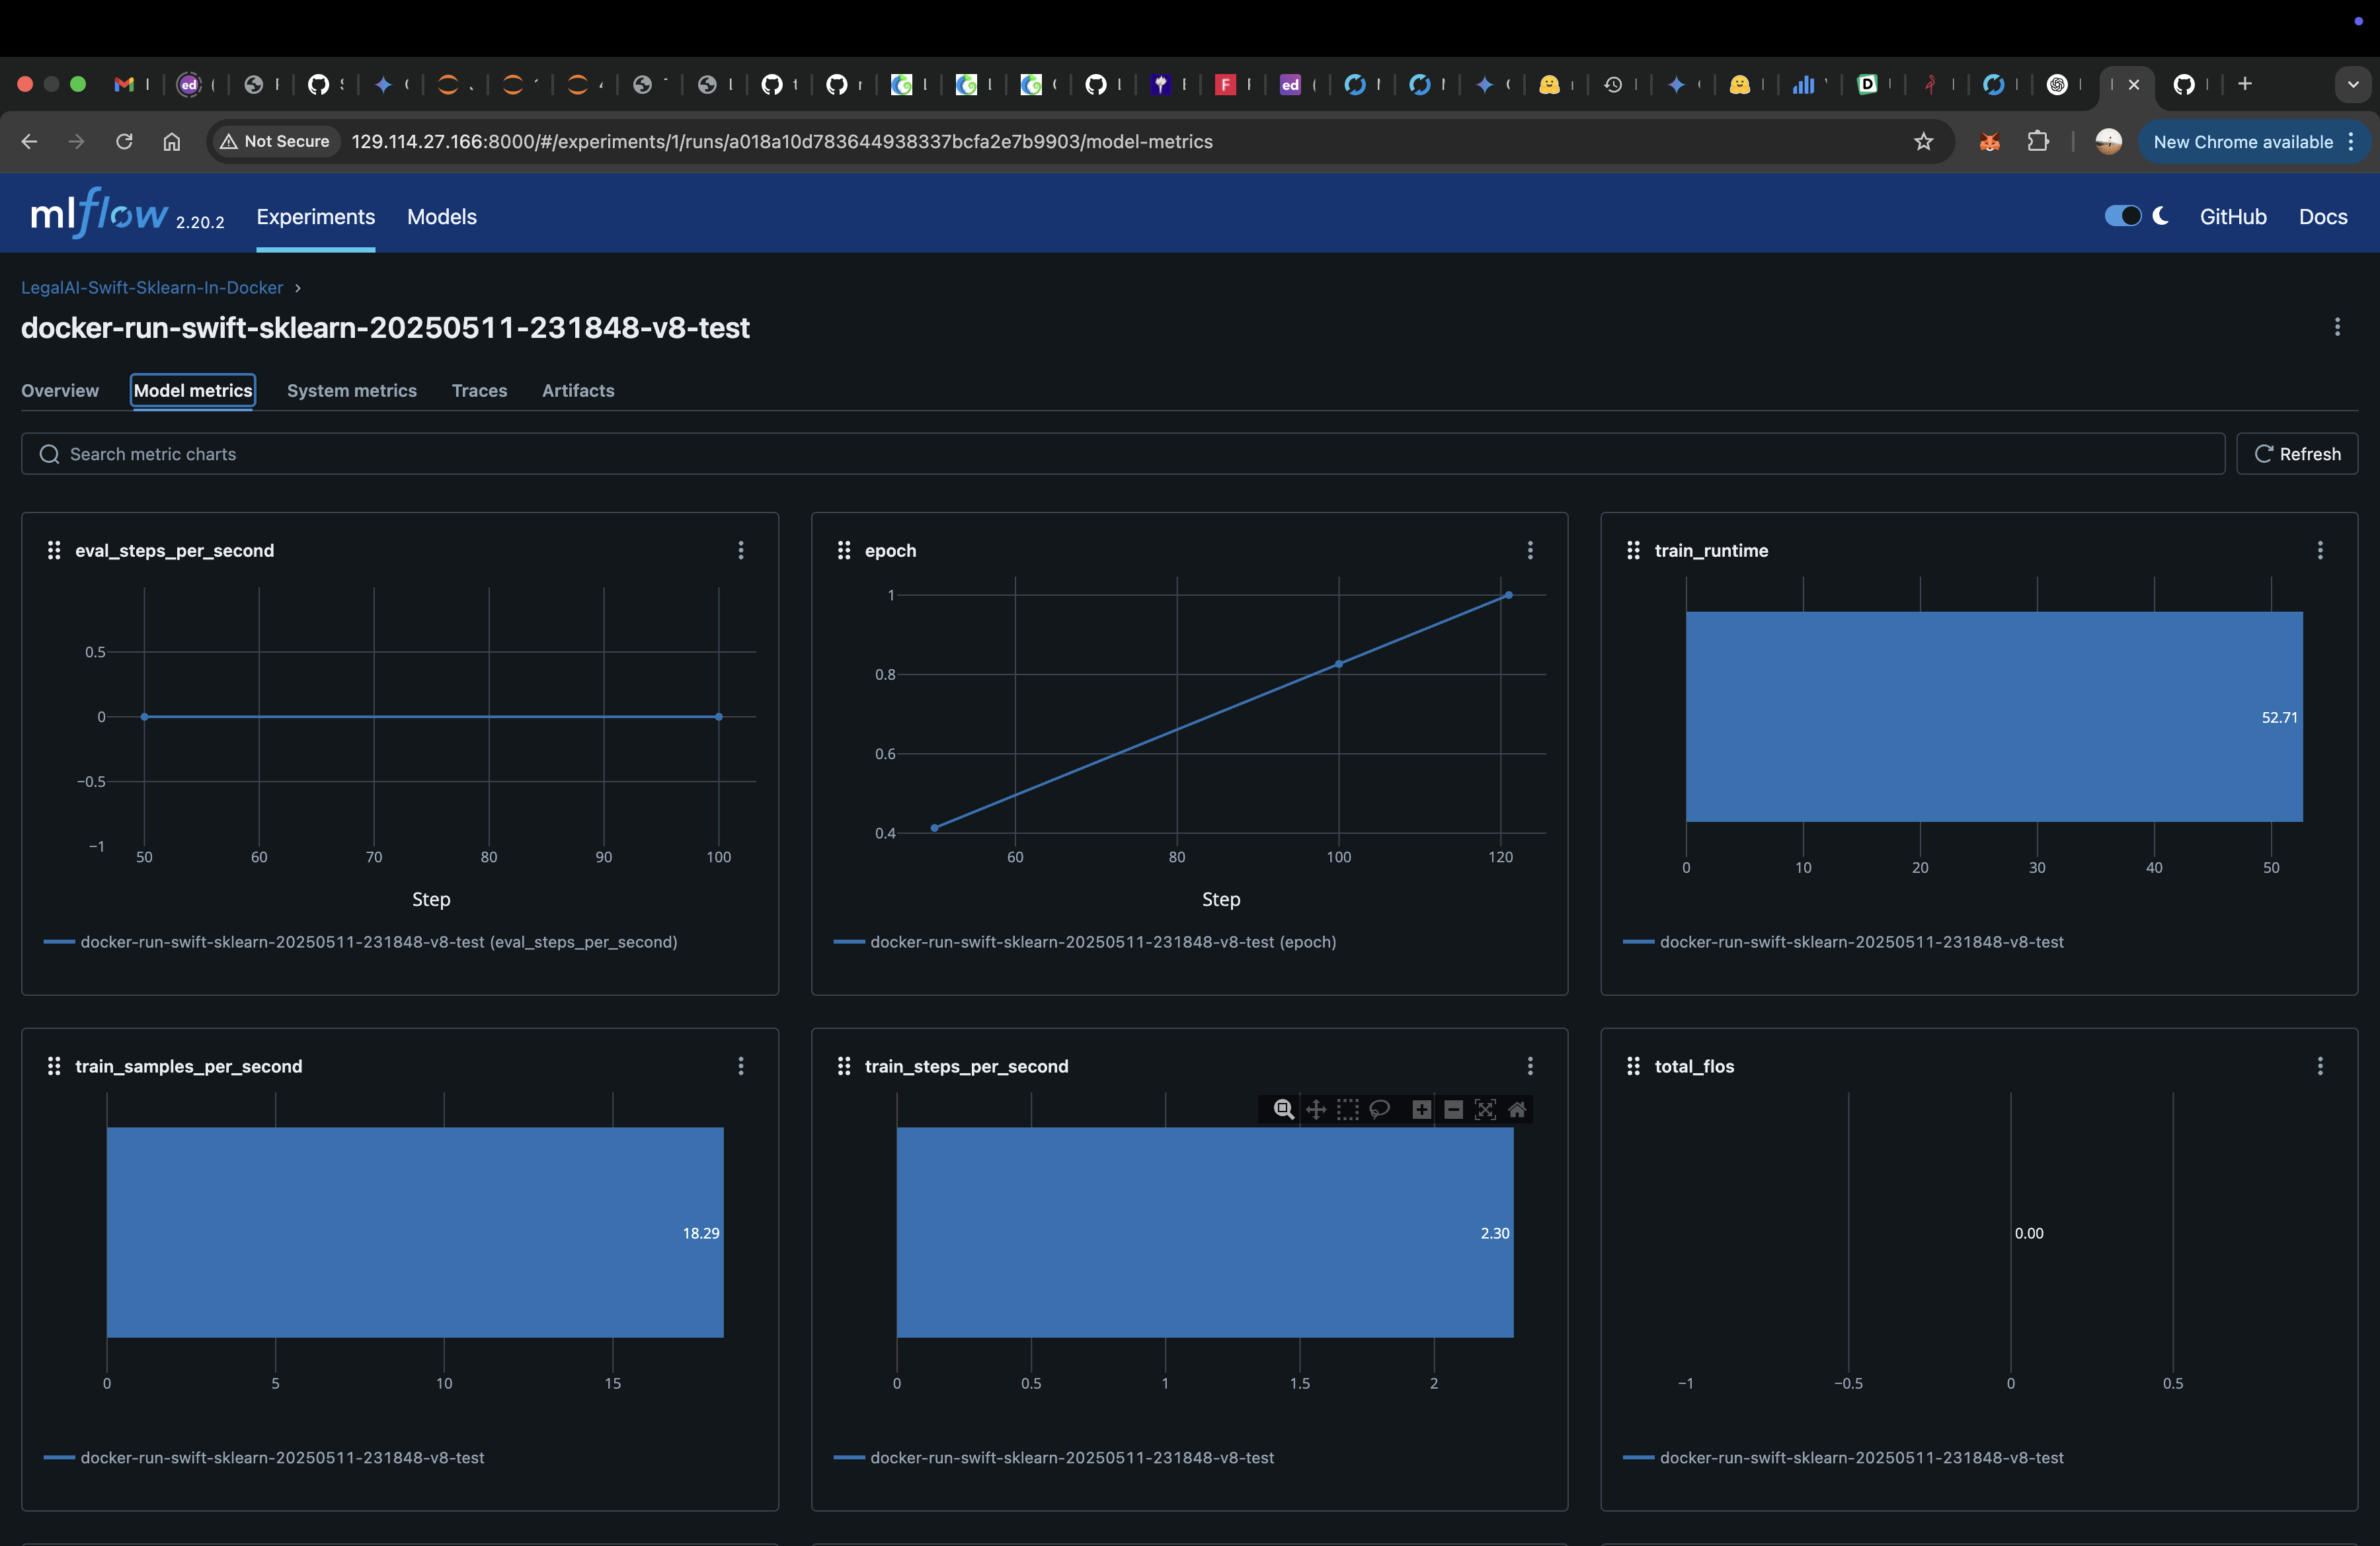 Not Secure 129.114.27.166:8000/#/experiments/1/runs/a018a10d783644938337bcfa2e7b9903/model-metrics New Chrome available
mlflow 2.20.2 Experiments Models GitHub Docs
LegalAI-Swift-Sklearn-In-Docker
docker-run-swift-sklearn-20250511-231848-v8-test
Overview Model metrics System metrics Traces Artifacts
Search metric charts Refresh
eval_steps_per_second
0.5
0
−0.5
−1
50 60 70 80 90 100
Step
docker-run-swift-sklearn-20250511-231848-v8-test (eval_steps_per_second)
epoch
1
0.8
0.6
0.4
60 80 100 120
Step
docker-run-swift-sklearn-20250511-231848-v8-test (epoch)
train_runtime
52.71
0 10 20 30 40 50
docker-run-swift-sklearn-20250511-231848-v8-test
train_samples_per_second
18.29
0 5 10 15
docker-run-swift-sklearn-20250511-231848-v8-test
train_steps_per_second
2.30
0 0.5 1 1.5 2
docker-run-swift-sklearn-20250511-231848-v8-test
total_flos
0.00
−1 −0.5 0 0.5
docker-run-swift-sklearn-20250511-231848-v8-test